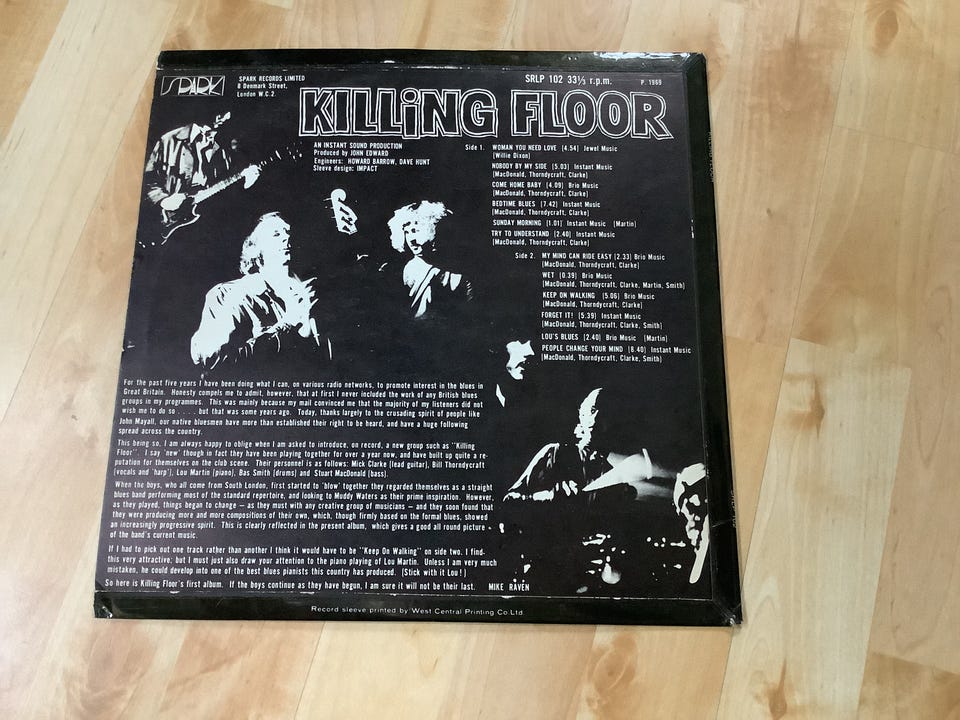 SPARK
SPARK RECORDS LIMITED
8 Denmark Street,
London W.C.2.
SRLP 102 33⅓ r.p.m.
P. 1969
KILLiNG FLOOR
AN INSTANT SOUND PRODUCTION
Produced by JOHN EDWARD
Engineers: HOWARD BARROW, DAVE HUNT
Sleeve design: IMPACT
Side 1. WOMAN YOU NEED LOVE [4.54] Jewel Music
[Willie Dixon]
NOBODY BY MY SIDE [5.03] Instant Music
[MacDonald, Thorndycraft, Clarke]
COME HOME BABY [4.09] Brio Music
[MacDonald, Thorndycraft, Clarke]
BEDTIME BLUES [7.42] Instant Music
[MacDonald, Thorndycraft, Clarke]
SUNDAY MORNING [1.01] Instant Music [Martin]
TRY TO UNDERSTAND [2.40] Instant Music
[MacDonald, Thorndycraft, Clarke]
Side 2. MY MIND CAN RIDE EASY [2.33] Brio Music
[MacDonald, Thorndycraft, Clarke]
WET [0.39] Brio Music
[MacDonald, Thorndycraft, Clarke, Martin, Smith]
KEEP ON WALKING [5.06] Brio Music
[MacDonald, Thorndycraft, Clarke]
FORGET IT! [5.39] Instant Music
[MacDonald, Thorndycraft, Clarke, Smith]
LOU'S BLUES [2.40] Brio Music [Martin]
PEOPLE CHANGE YOUR MIND [8.40] Instant Music
[MacDonald, Thorndycraft, Clarke, Smith]
For the past five years I have been doing what I can, on various radio networks, to promote interest in the blues in
Great Britain. Honesty compels me to admit, however, that at first I never included the work of any British blues
groups in my programmes. This was mainly because my mail convinced me that the majority of my listeners did not
wish me to do so . . . . but that was some years ago. Today, thanks largely to the crusading spirit of people like
John Mayall, our native bluesmen have more than established their right to be heard, and have a huge following
spread across the country.
This being so, I am always happy to oblige when I am asked to introduce, on record, a new group such as "Killing
Floor". I say 'new' though in fact they have been playing together for over a year now, and have built up quite a re-
putation for themselves on the club scene. Their personnel is as follows: Mick Clarke [lead guitar], Bill Thorndycraft
[vocals and 'harp'], Lou Martin [piano], Bas Smith [drums] and Stuart MacDonald [bass].
When the boys, who all come from South London, first started to 'blow' together they regarded themselves as a straight
blues band performing most of the standard repertoire, and looking to Muddy Waters as their prime inspiration. However,
as they played, things began to change – as they must with any creative group of musicians – and they soon found that
they were producing more and more compositions of their own, which, though firmly based on the formal blues, showed
an increasingly progressive spirit. This is clearly reflected in the present album, which gives a good all round picture
of the band's current music.
If I had to pick out one track rather than another I think it would have to be "Keep On Walking" on side two. I find
this very attractive; but I must just also draw your attention to the piano playing of Lou Martin. Unless I am very much
mistaken, he could develop into one of the best blues pianists this country has produced. [Stick with it Lou!]
So here is Killing Floor's first album. If the boys continue as they have begun, I am sure it will not be their last. MIKE RAVEN
Record sleeve printed by West Central Printing Co. Ltd.